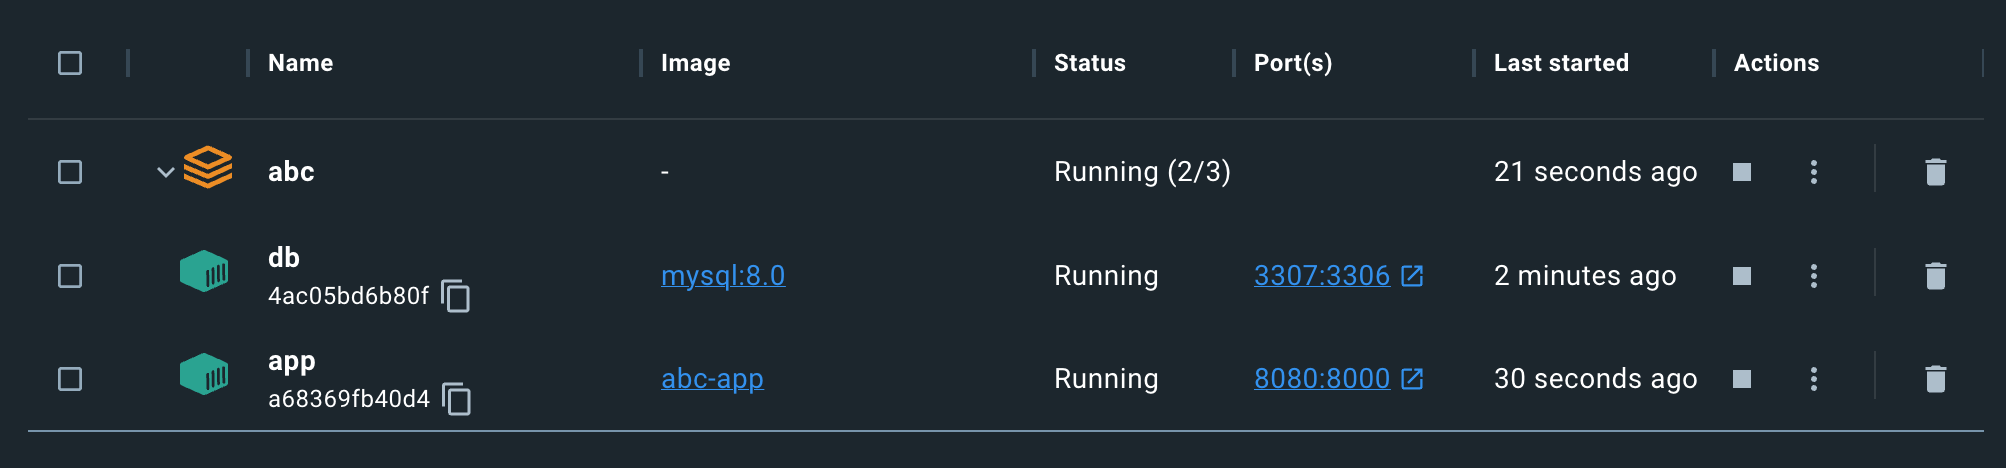 Name Image Status Port(s) Last started Actions
abc - Running (2/3) 21 seconds ago
db
4ac05bd6b80f mysql:8.0 Running 3307:3306 2 minutes ago
app
a68369fb40d4 abc-app Running 8080:8000 30 seconds ago